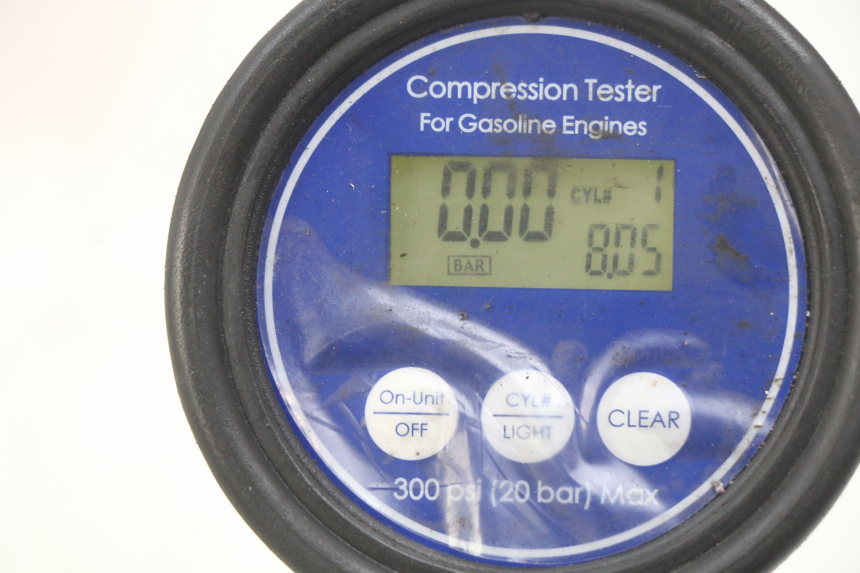 Compression Tester
For Gasoline Engines
0.00 CYL# 1
BAR 8.05
On-Unit CYL# CLEAR
OFF LIGHT
300 psi (20 bar) Max